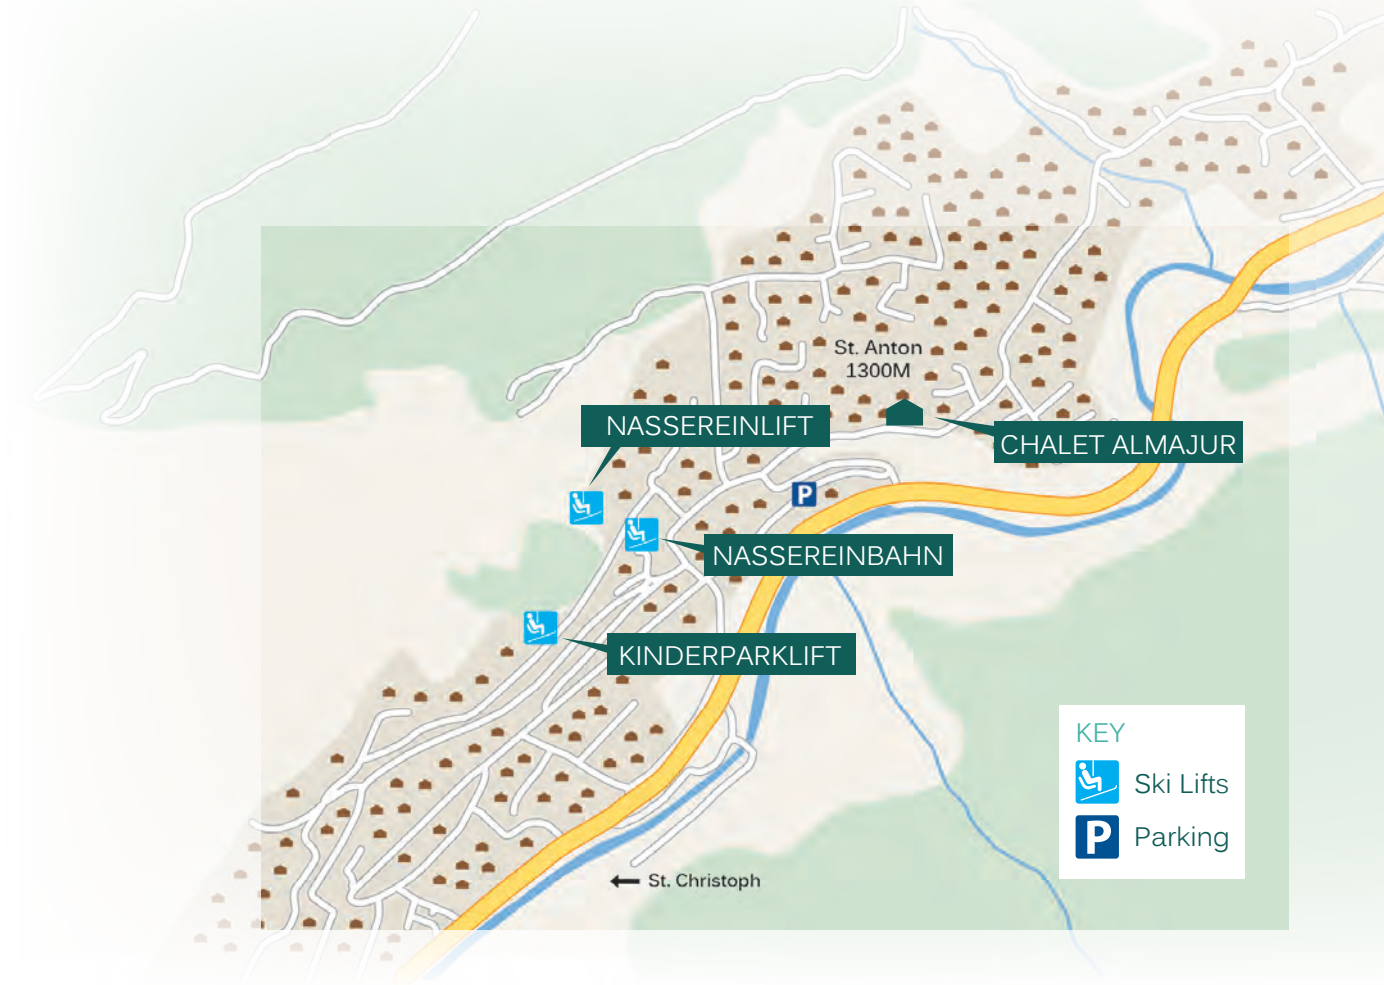 St. Anton
1300M
NASSEREINLIFT
CHALET ALMAJUR
P
NASSEREINBAHN
KINDERPARKLIFT
KEY
Ski Lifts
P Parking
St. Christoph